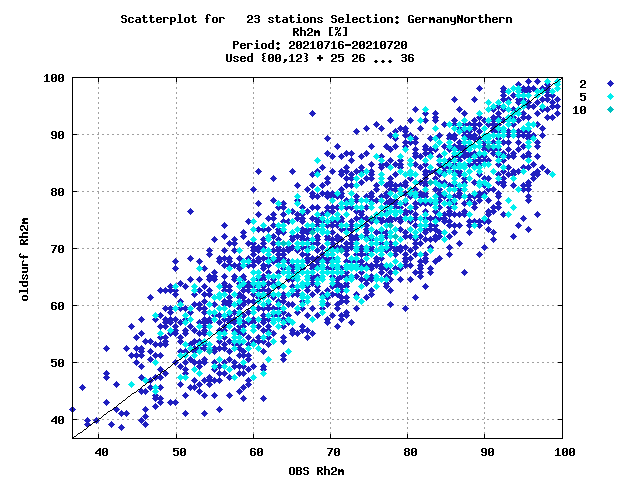 Scatterplot for 23 stations Selection: GermanyNorthern
Rh2m [%]
Period: 20210716-20210720
Used {00,12} + 25 26 ... 36
100
90
80
70
60
50
40
oldsurf Rh2m
2
5
10
40 50 60 70 80 90 100
OBS Rh2m